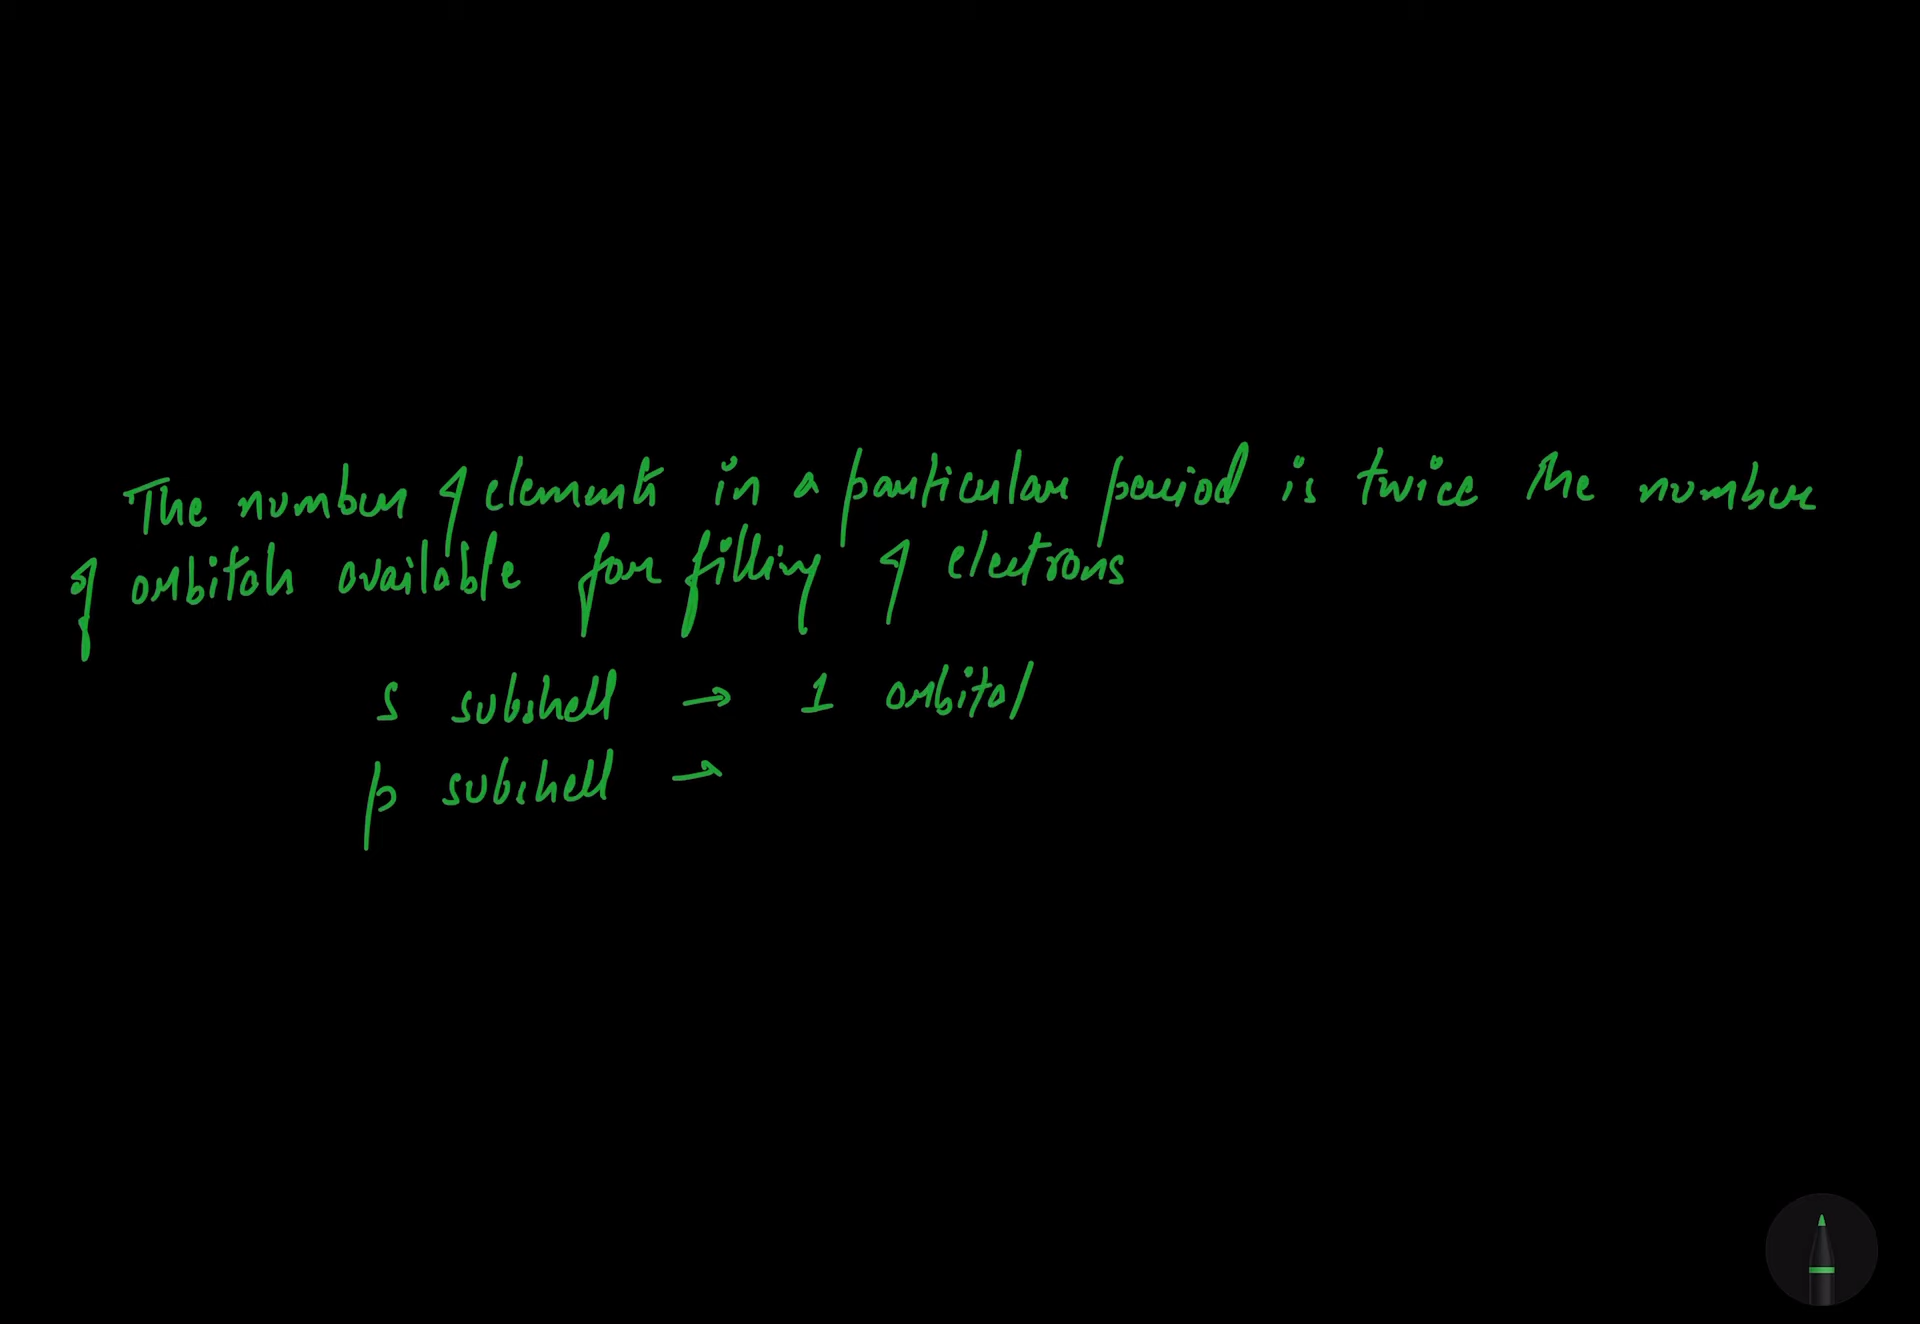 The number of elements in a particular period is twice the number
of orbitals available for filling of electrons
s subshell → 1 orbital
p subshell →